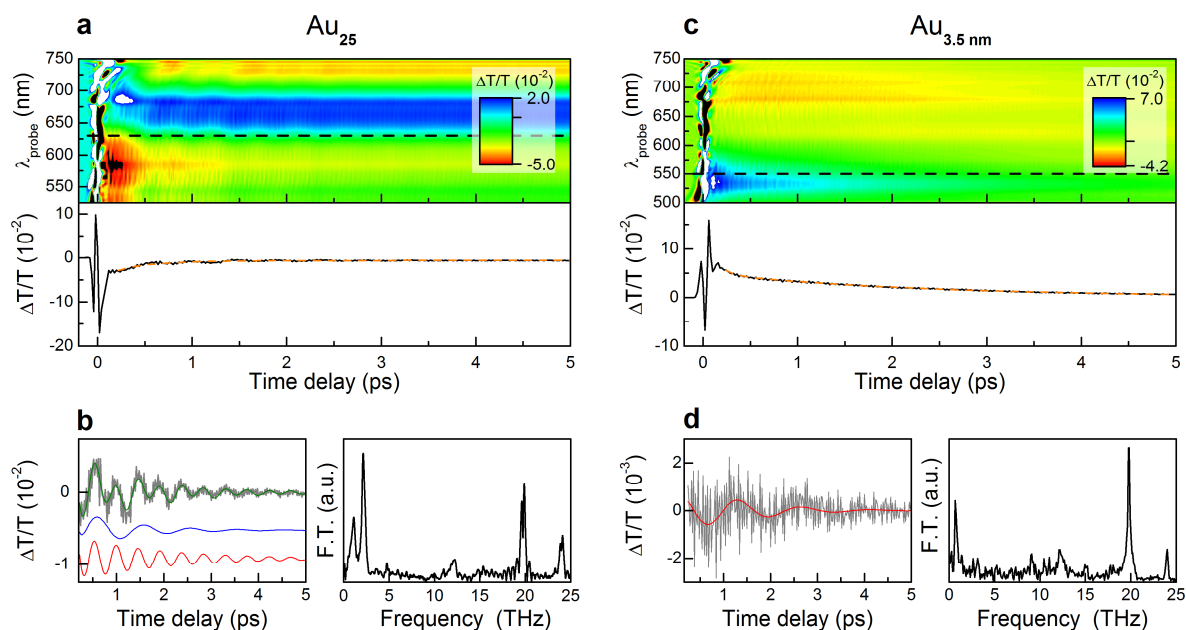 a
Au25
750
700
650
600
550
λprobe (nm)
ΔT/T (10-2)
2.0
-5.0
10
0
-10
-20
ΔT/T (10-2)
0 1 2 3 4 5
Time delay (ps)
c
Au3.5 nm
750
700
650
600
550
500
λprobe (nm)
ΔT/T (10-2)
7.0
-4.2
10
0
-10
ΔT/T (10-2)
0 1 2 3 4 5
Time delay (ps)
b
0
-1
ΔT/T (10-2)
1 2 3 4 5
Time delay (ps)
F.T. (a.u.)
0 5 10 15 20 25
Frequency (THz)
d
2
0
-2
ΔT/T (10-3)
1 2 3 4 5
Time delay (ps)
F.T. (a.u.)
0 5 10 15 20 25
Frequency (THz)